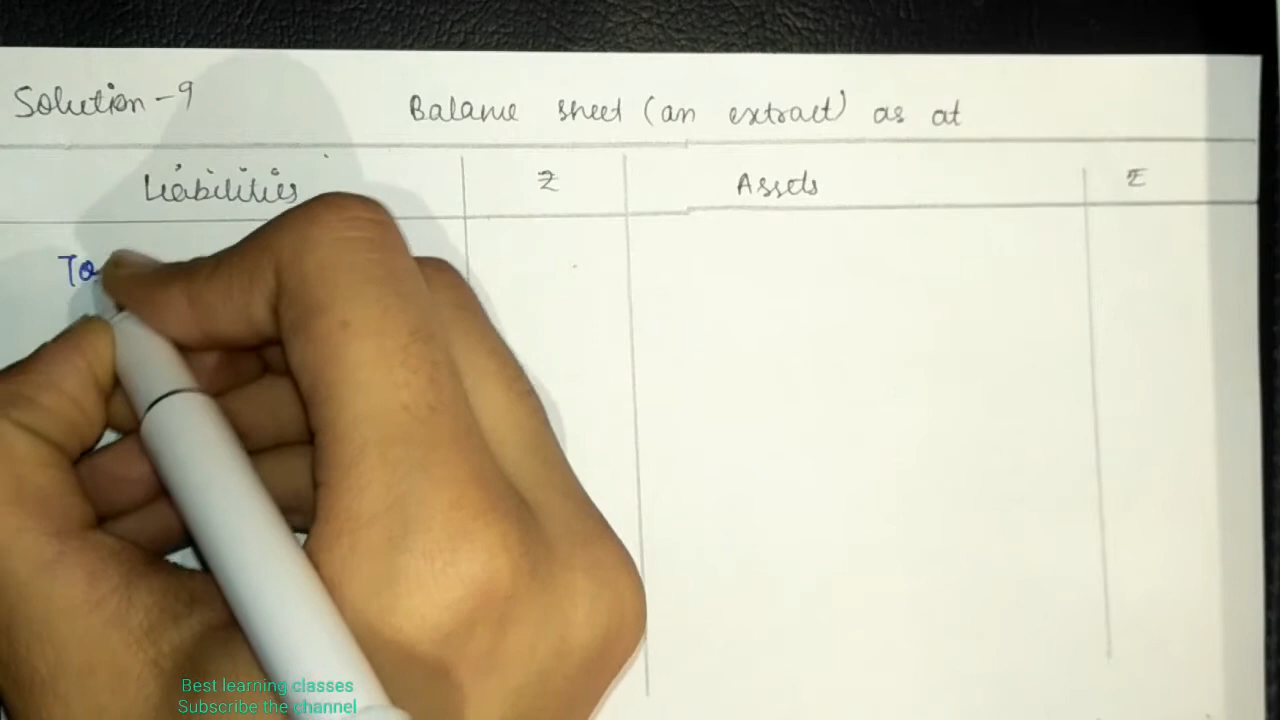 Solution - 9 Balance sheet (an extract) as at
Liabilities ₹ Assets ₹
To
Best learning classes
Subscribe the channel